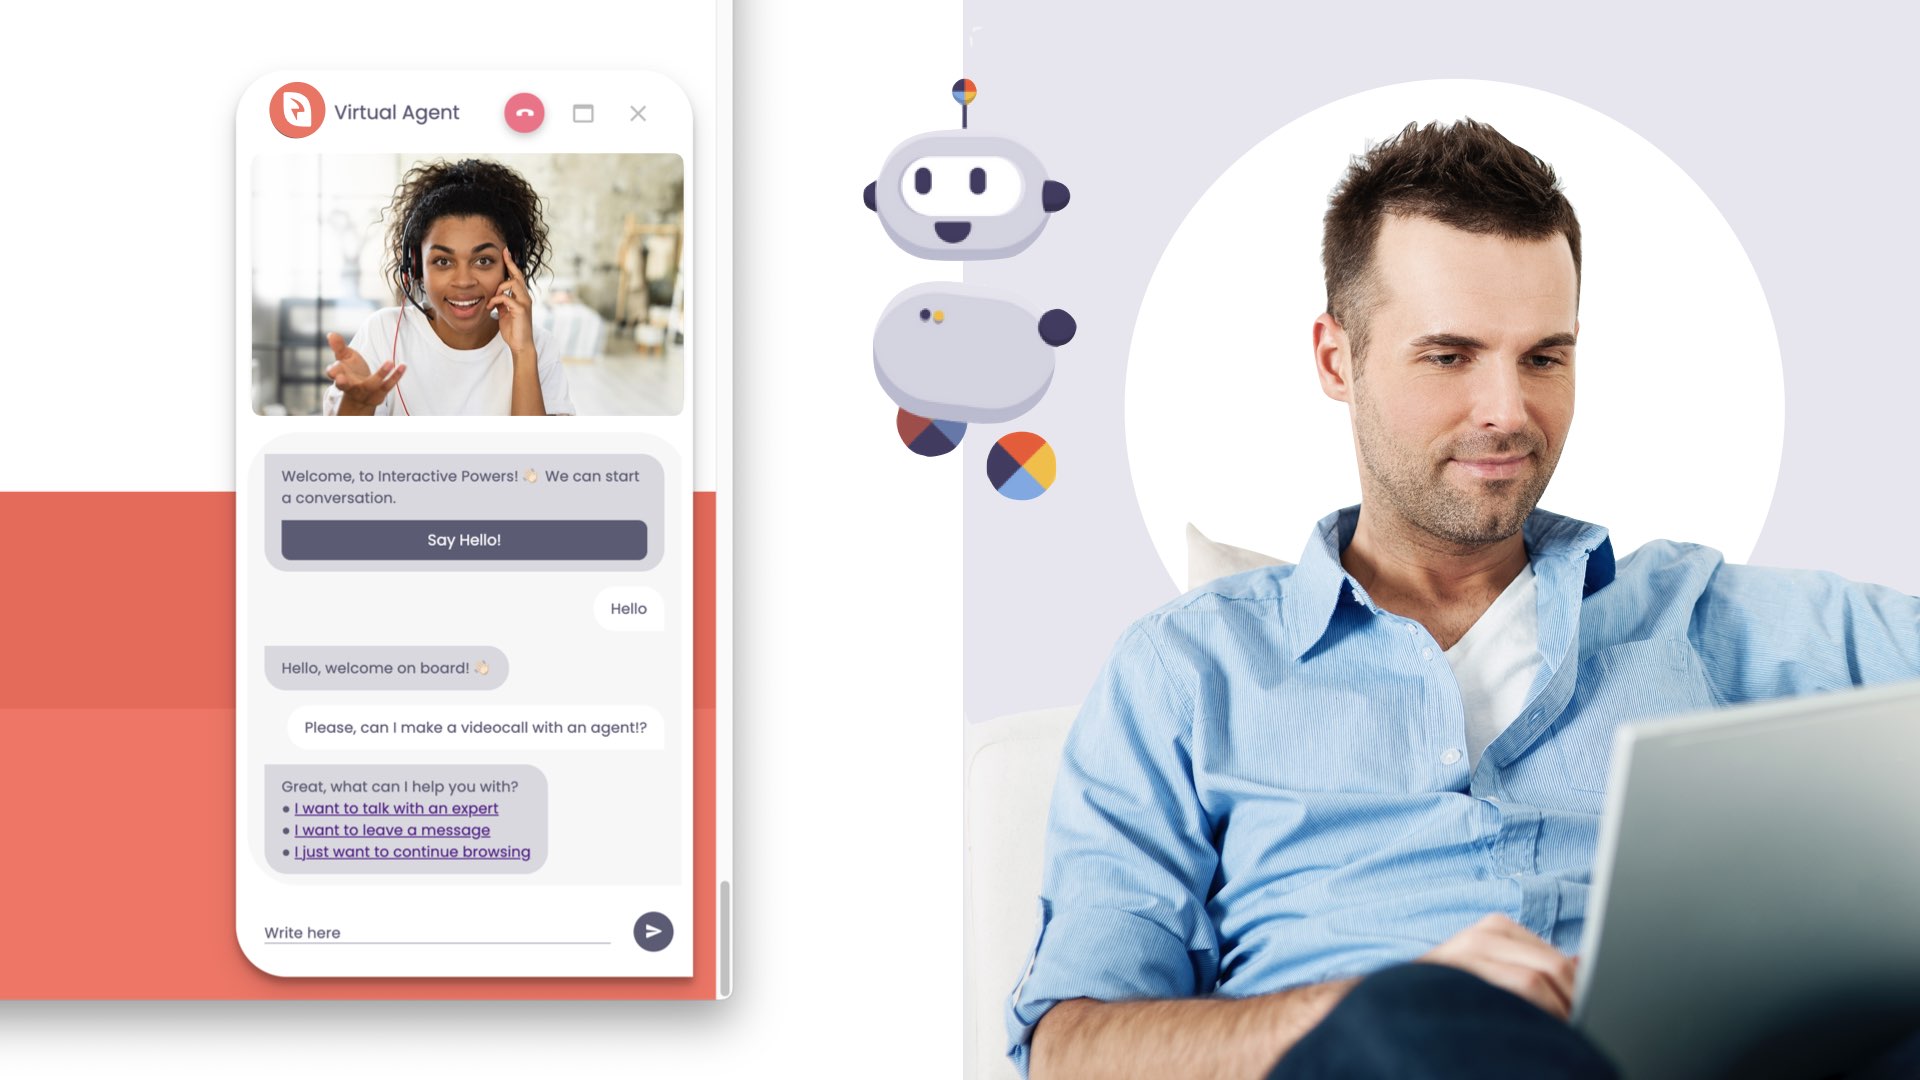 Virtual Agent
Welcome, to Interactive Powers! 👋🏻 We can start
a conversation.
Say Hello!
Hello
Hello, welcome on board! 👋🏻
Please, can I make a videocall with an agent!?
Great, what can I help you with?
• I want to talk with an expert
• I want to leave a message
• I just want to continue browsing
Write here